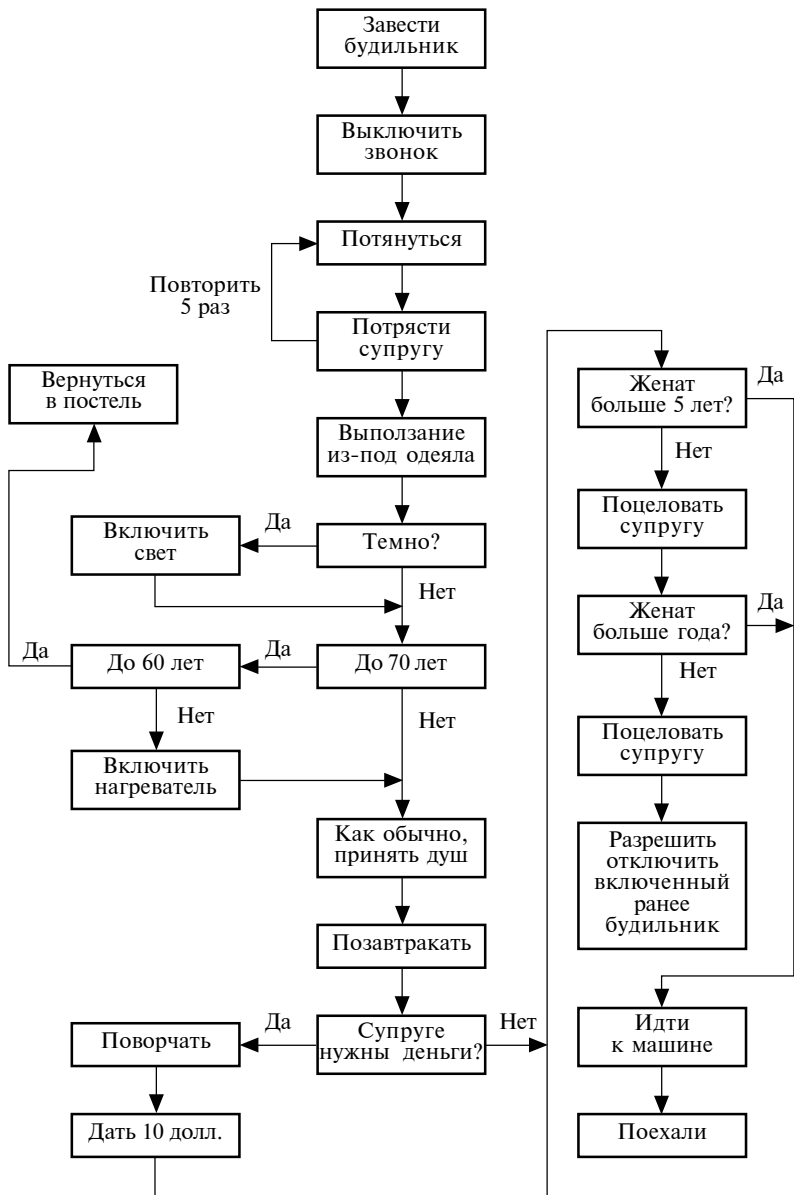 Завести
будильник
Выключить
звонок
Потянуться
Повторить
5 раз
Потрясти
супругу
Вернуться
в постель
Выползание
из-под одеяла
Включить
свет
Да
Темно?
Нет
Да
До 60 лет
Да
До 70 лет
Нет
Нет
Включить
нагреватель
Как обычно,
принять душ
Позавтракать
Поворчать
Да
Супруге
нужны деньги?
Нет
Дать 10 долл.
Женат
больше 5 лет?
Да
Нет
Поцеловать
супругу
Женат
больше года?
Да
Нет
Поцеловать
супругу
Разрешить
отключить
включенный
ранее
будильник
Идти
к машине
Поехали